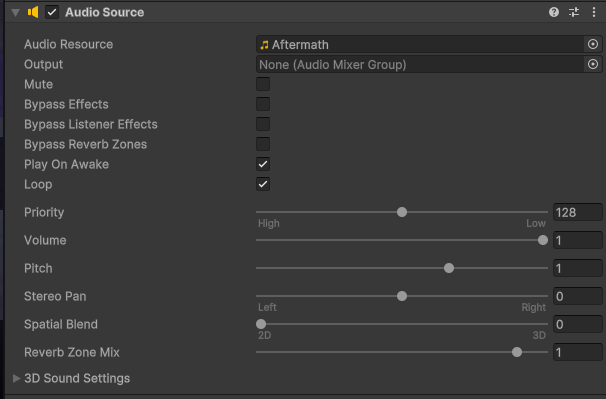 Audio Source
Audio Resource Aftermath
Output None (Audio Mixer Group)
Mute
Bypass Effects
Bypass Listener Effects
Bypass Reverb Zones
Play On Awake
Loop
Priority 128
High Low
Volume 1
Pitch 1
Stereo Pan 0
Left Right
Spatial Blend 0
2D 3D
Reverb Zone Mix 1
3D Sound Settings